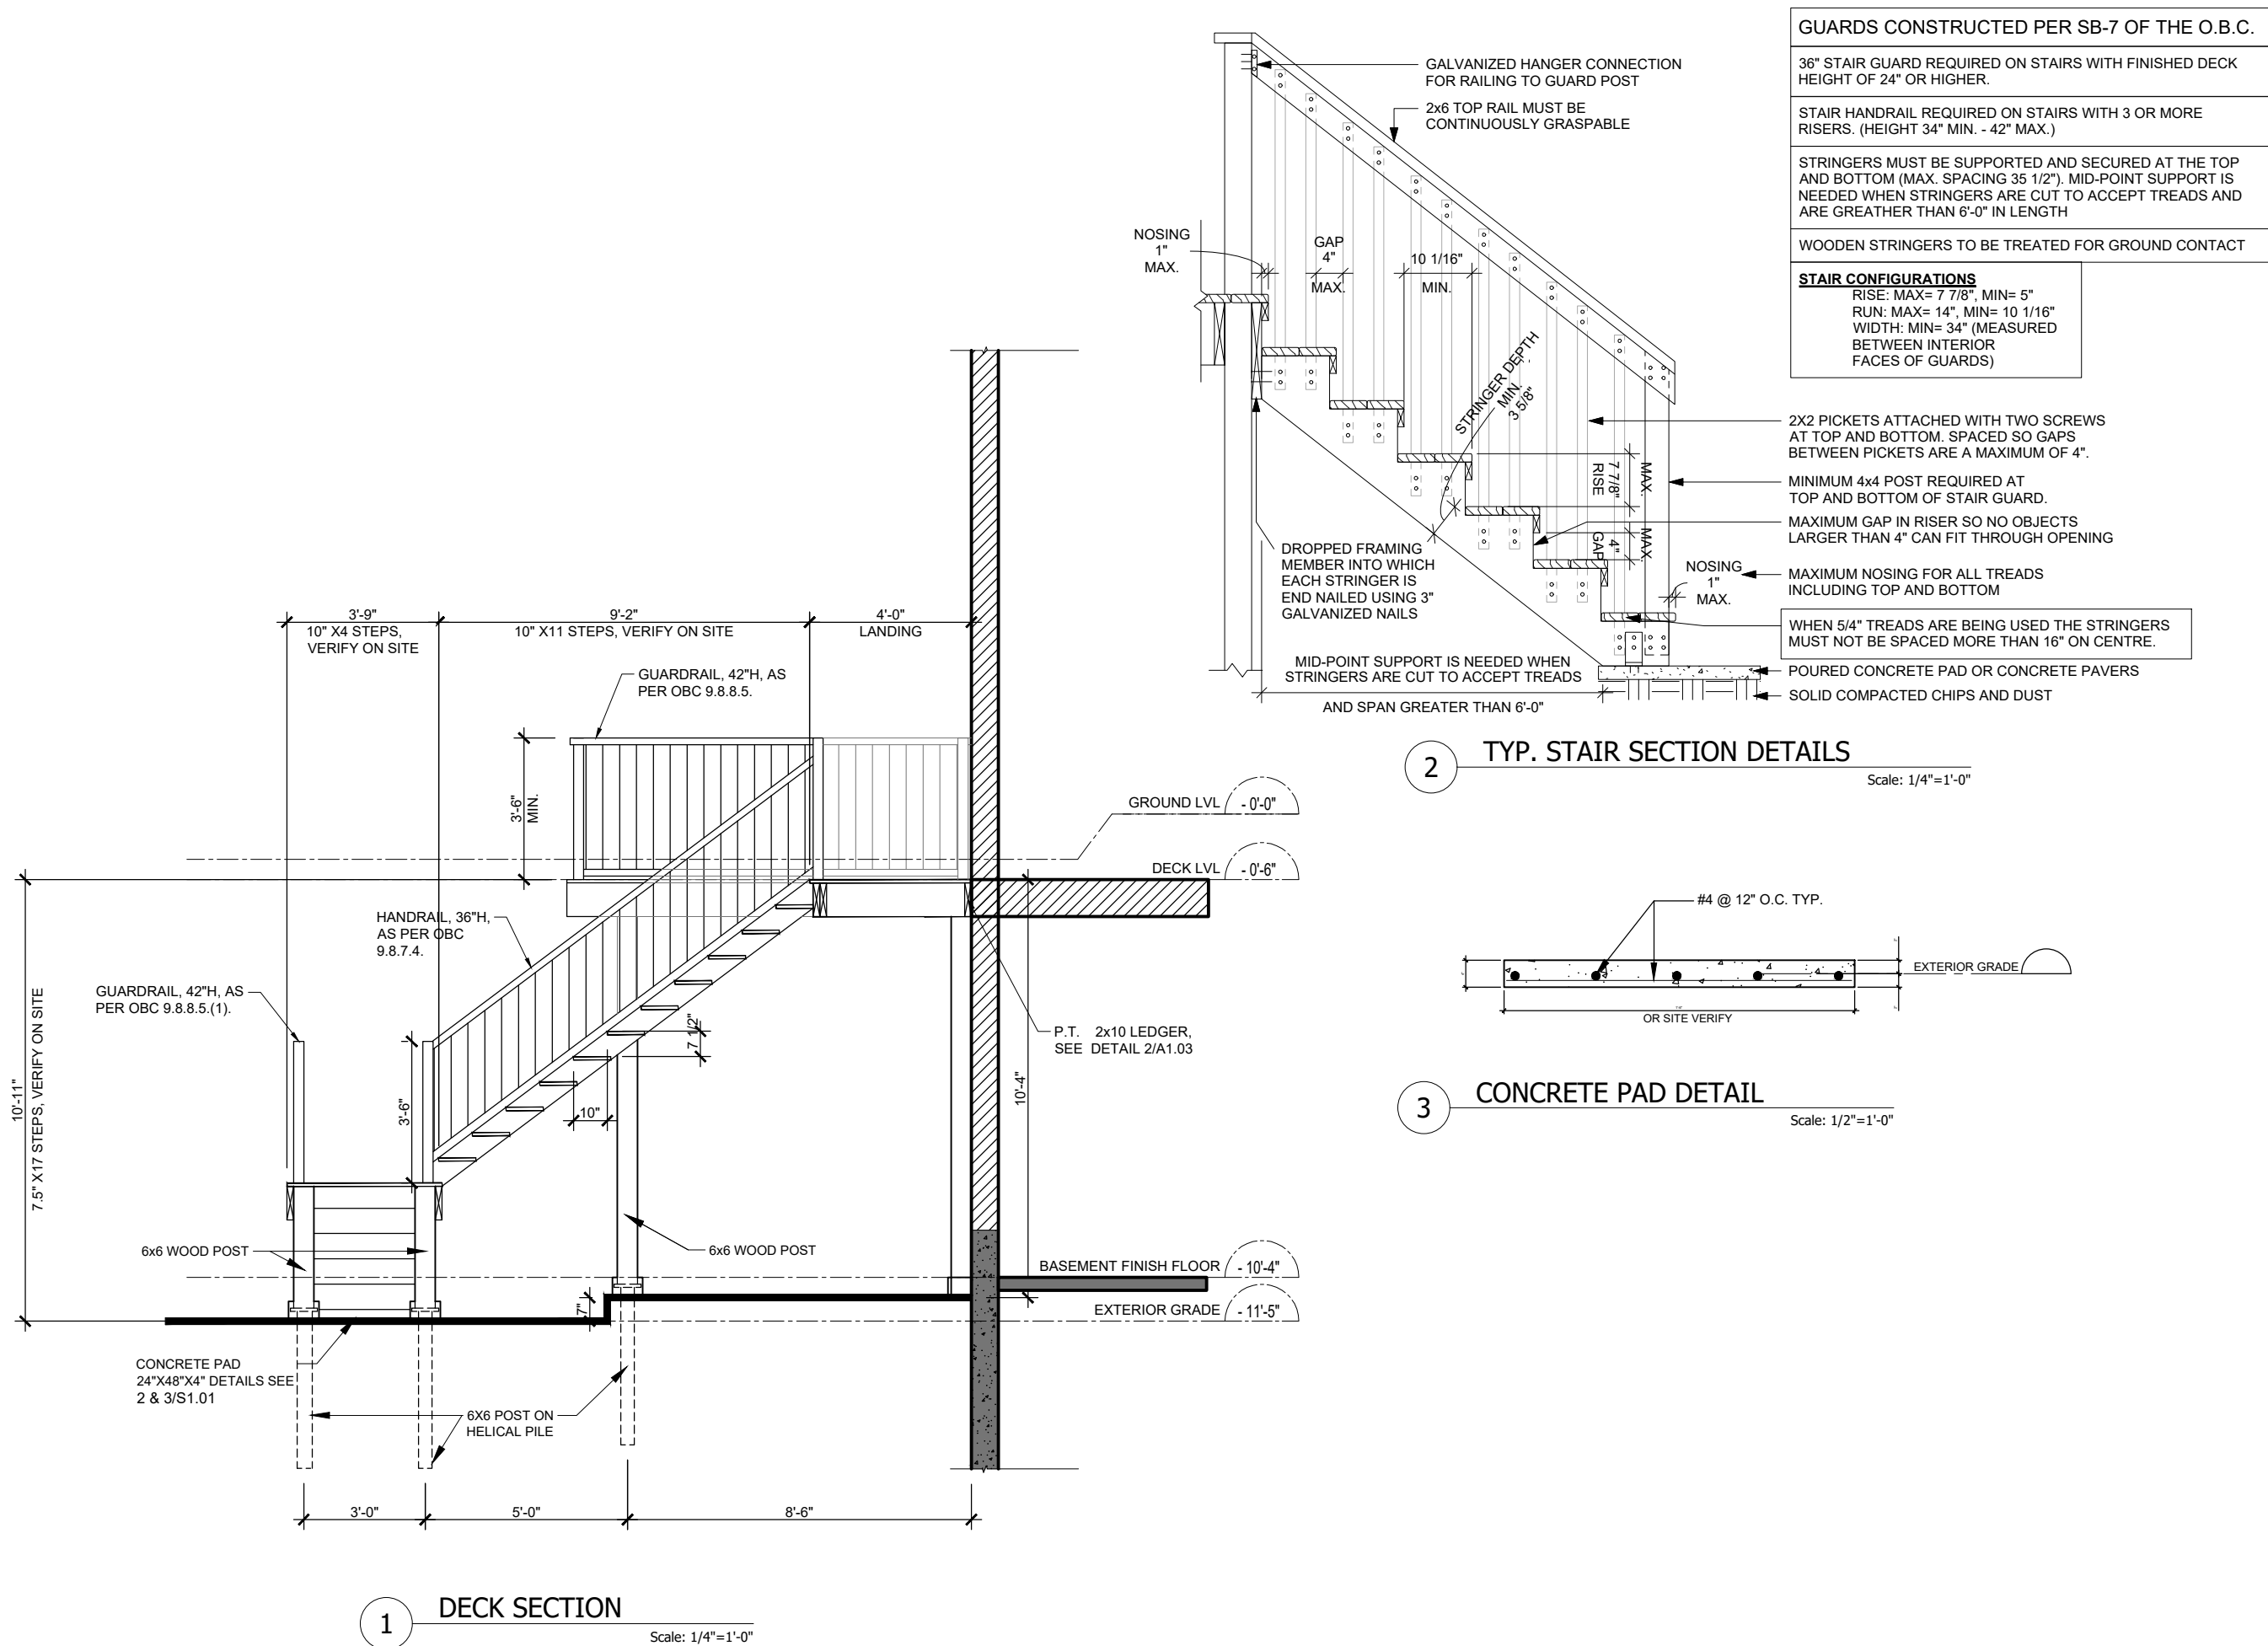 GUARDS CONSTRUCTED PER SB-7 OF THE O.B.C.
36" STAIR GUARD REQUIRED ON STAIRS WITH FINISHED DECK
HEIGHT OF 24" OR HIGHER.
STAIR HANDRAIL REQUIRED ON STAIRS WITH 3 OR MORE
RISERS. (HEIGHT 34" MIN. - 42" MAX.)
STRINGERS MUST BE SUPPORTED AND SECURED AT THE TOP
AND BOTTOM (MAX. SPACING 35 1/2"). MID-POINT SUPPORT IS
NEEDED WHEN STRINGERS ARE CUT TO ACCEPT TREADS AND
ARE GREATHER THAN 6'-0" IN LENGTH
WOODEN STRINGERS TO BE TREATED FOR GROUND CONTACT
STAIR CONFIGURATIONS
RISE: MAX= 7 7/8", MIN= 5"
RUN: MAX= 14", MIN= 10 1/16"
WIDTH: MIN= 34" (MEASURED
BETWEEN INTERIOR
FACES OF GUARDS)
GALVANIZED HANGER CONNECTION
FOR RAILING TO GUARD POST
2x6 TOP RAIL MUST BE
CONTINUOUSLY GRASPABLE
NOSING
1"
MAX.
GAP
4"
MAX.
10 1/16"
MIN.
STRINGER DEPTH
MIN.
3 5/8"
MAX.
7 7/8"
RISE
MAX.
4"
GAP
NOSING
1"
MAX.
2X2 PICKETS ATTACHED WITH TWO SCREWS
AT TOP AND BOTTOM. SPACED SO GAPS
BETWEEN PICKETS ARE A MAXIMUM OF 4".
MINIMUM 4x4 POST REQUIRED AT
TOP AND BOTTOM OF STAIR GUARD.
MAXIMUM GAP IN RISER SO NO OBJECTS
LARGER THAN 4" CAN FIT THROUGH OPENING
MAXIMUM NOSING FOR ALL TREADS
INCLUDING TOP AND BOTTOM
WHEN 5/4" TREADS ARE BEING USED THE STRINGERS
MUST NOT BE SPACED MORE THAN 16" ON CENTRE.
POURED CONCRETE PAD OR CONCRETE PAVERS
SOLID COMPACTED CHIPS AND DUST
DROPPED FRAMING
MEMBER INTO WHICH
EACH STRINGER IS
END NAILED USING 3"
GALVANIZED NAILS
MID-POINT SUPPORT IS NEEDED WHEN
STRINGERS ARE CUT TO ACCEPT TREADS
AND SPAN GREATER THAN 6'-0"
2
TYP. STAIR SECTION DETAILS
Scale: 1/4"=1'-0"
3'-9"
10" X4 STEPS,
VERIFY ON SITE
9'-2"
10" X11 STEPS, VERIFY ON SITE
4'-0"
LANDING
GUARDRAIL, 42"H, AS
PER OBC 9.8.8.5.
3'-6"
MIN.
GROUND LVL
- 0'-0"
DECK LVL
- 0'-6"
HANDRAIL, 36"H,
AS PER OBC
9.8.7.4.
GUARDRAIL, 42"H, AS
PER OBC 9.8.8.5.(1).
10'-11"
7.5" X17 STEPS, VERIFY ON SITE
3'-6"
7 1/2"
10"
P.T. 2x10 LEDGER,
SEE DETAIL 2/A1.03
10'-4"
6x6 WOOD POST
6x6 WOOD POST
BASEMENT FINISH FLOOR
- 10'-4"
EXTERIOR GRADE
- 11'-5"
7"
CONCRETE PAD
24"X48"X4" DETAILS SEE
2 & 3/S1.01
6X6 POST ON
HELICAL PILE
3'-0"
5'-0"
8'-6"
1
DECK SECTION
Scale: 1/4"=1'-0"
#4 @ 12" O.C. TYP.
EXTERIOR GRADE
OR SITE VERIFY
3
CONCRETE PAD DETAIL
Scale: 1/2"=1'-0"